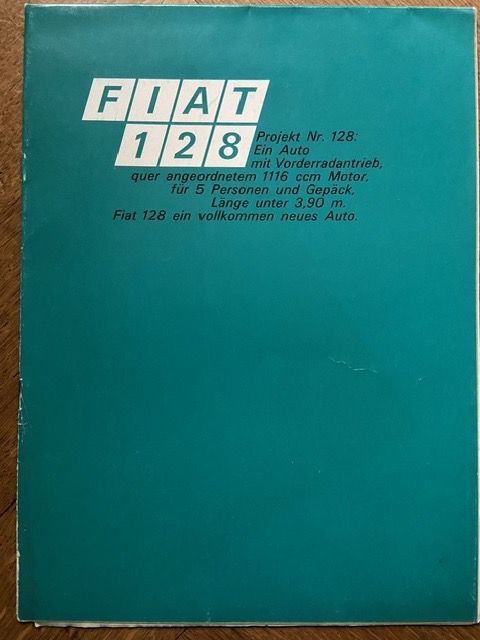 FIAT
128
Projekt Nr. 128:
Ein Auto
mit Vorderradantrieb,
quer angeordnetem 1116 ccm Motor,
für 5 Personen und Gepäck,
Länge unter 3,90 m.
Fiat 128 ein vollkommen neues Auto.